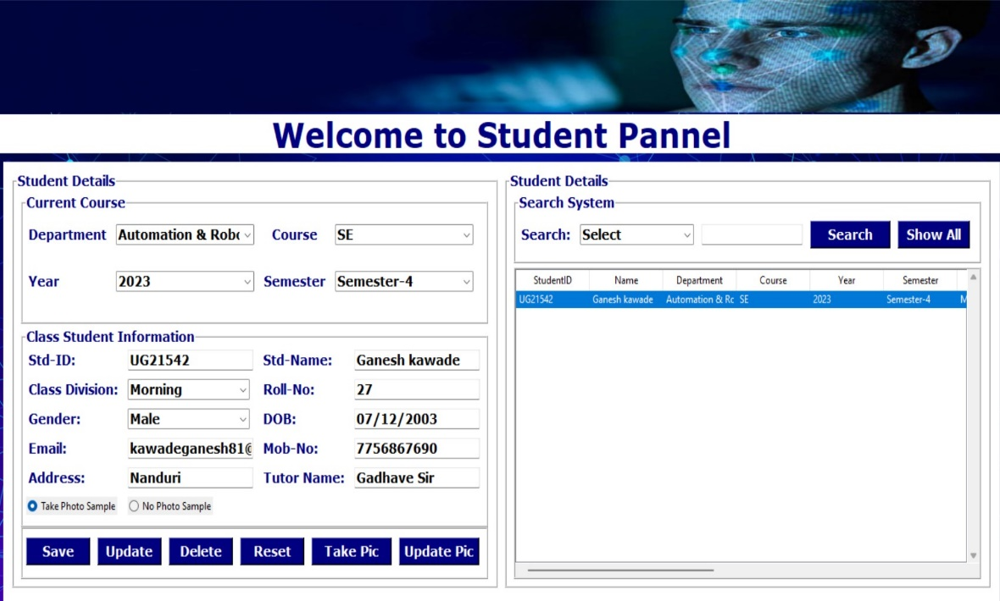 Welcome to Student Pannel
Student Details
Current Course
Department Automation & Robo Course SE
Year 2023 Semester Semester-4
Class Student Information
Std-ID: UG21542 Std-Name: Ganesh kawade
Class Division: Morning Roll-No: 27
Gender: Male DOB: 07/12/2003
Email: kawadeganesh81@ Mob-No: 7756867690
Address: Nanduri Tutor Name: Gadhave Sir
Take Photo Sample No Photo Sample
Save Update Delete Reset Take Pic Update Pic
Student Details
Search System
Search: Select Search Show All
StudentID Name Department Course Year Semester
UG21542 Ganesh kawade Automation & Rc SE 2023 Semester-4 M